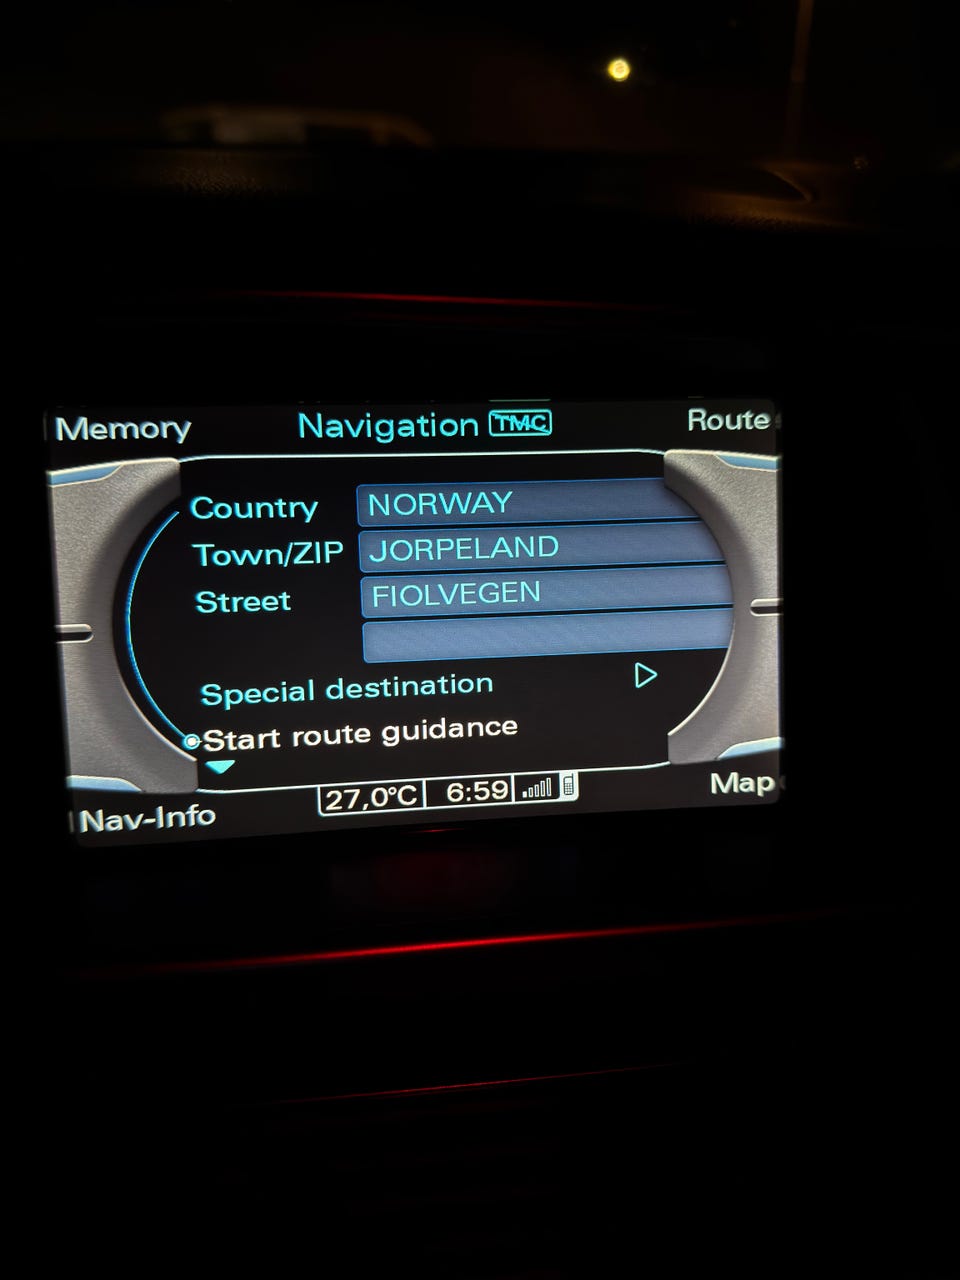 Memory Navigation TMC Route
Country NORWAY
Town/ZIP JORPELAND
Street FIOLVEGEN
Special destination
Start route guidance
Nav-Info 27,0°C 6:59 Map